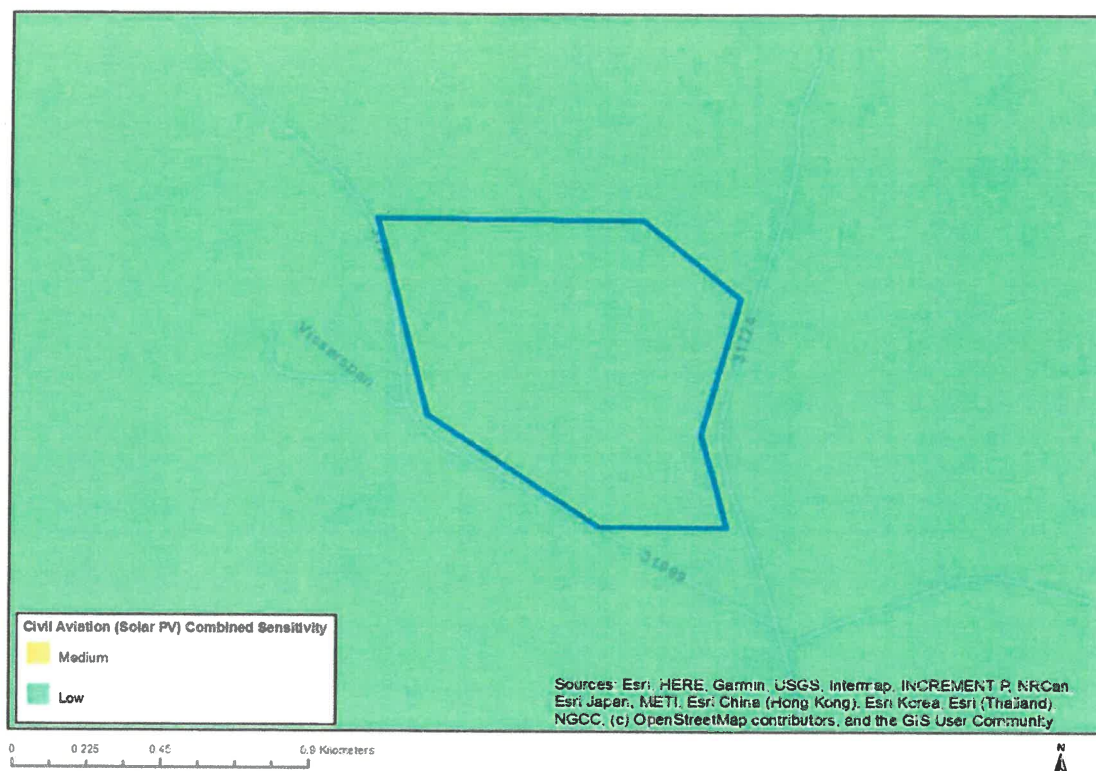 Visserspan
31274
Civil Aviation (Solar PV) Combined Sensitivity
Medium
Low
Sources: Esri, HERE, Garmin, USGS, Intermap, INCREMENT P, NRCan,
Esri Japan, METI, Esri China (Hong Kong), Esri Korea, Esri (Thailand),
NGCC, (c) OpenStreetMap contributors, and the GIS User Community
0 0.225 0.45 0.9 Kilometers
N